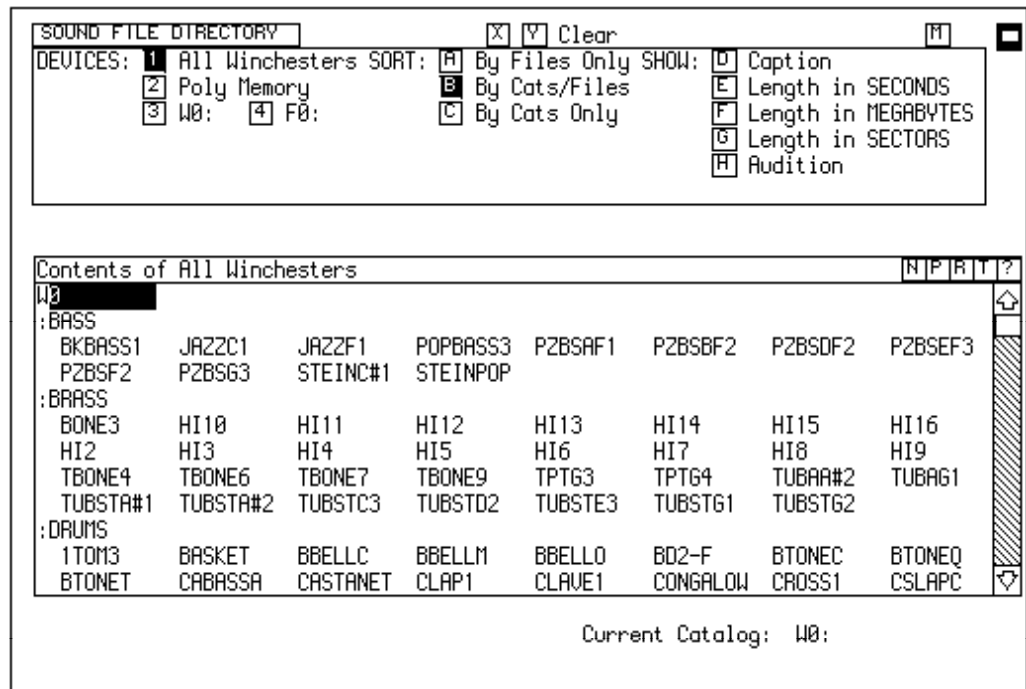 SOUND FILE DIRECTORY X Y Clear M
DEVICES: 1 All Winchesters SORT: A By Files Only SHOW: D Caption
2 Poly Memory B By Cats/Files E Length in SECONDS
3 W0: 4 F0: C By Cats Only F Length in MEGABYTES
G Length in SECTORS
H Audition
Contents of All Winchesters N P R T ?
W0
:BASS
BKBASS1 JAZZC1 JAZZF1 POPBASS3 PZBSAF1 PZBSBF2 PZBSDF2 PZBSEF3
PZBSF2 PZBSG3 STEINC#1 STEINPOP
:BRASS
BONE3 HI10 HI11 HI12 HI13 HI14 HI15 HI16
HI2 HI3 HI4 HI5 HI6 HI7 HI8 HI9
TBONE4 TBONE6 TBONE7 TBONE9 TPTG3 TPTG4 TUBAA#2 TUBAG1
TUBSTA#1 TUBSTA#2 TUBSTC3 TUBSTD2 TUBSTE3 TUBSTG1 TUBSTG2
:DRUMS
1TOM3 BASKET BBELLC BBELLM BBELLO BD2-F BTONEC BTONEQ
BTONET CABASSA CASTANET CLAP1 CLAVE1 CONGALOW CROSS1 CSLAPC
Current Catalog: W0: